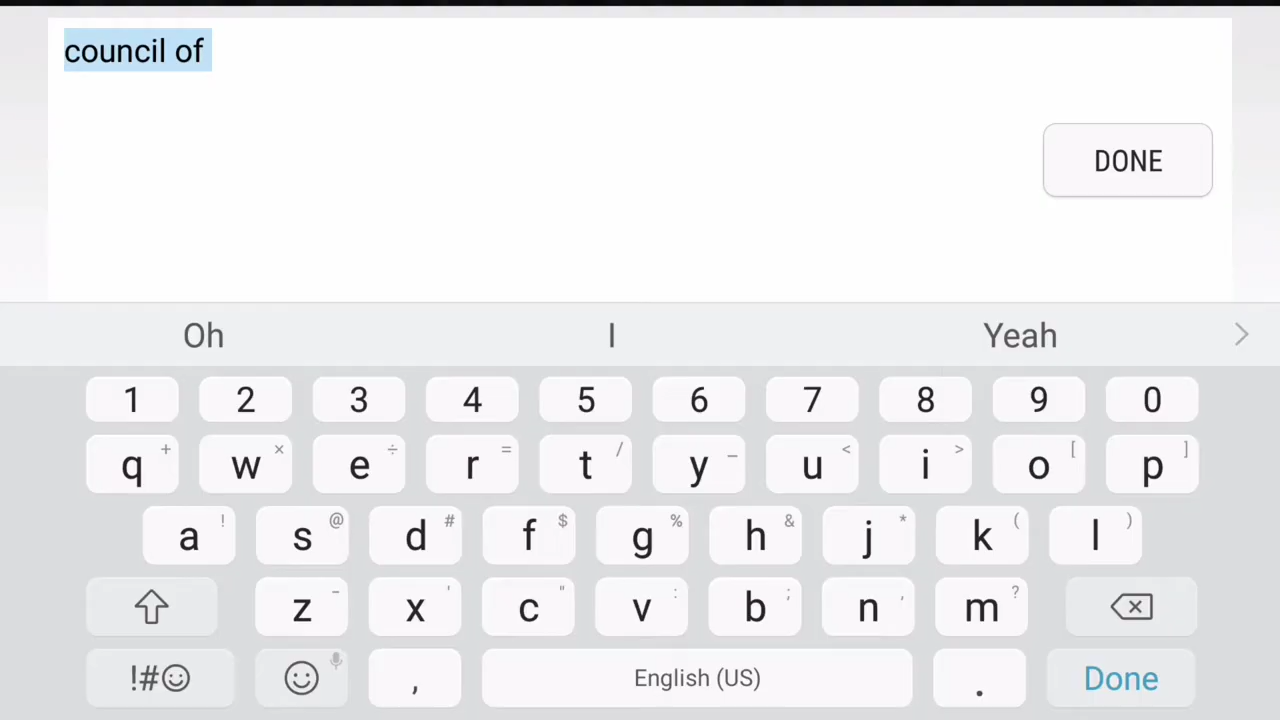 council of
DONE
Oh I Yeah
1 2 3 4 5 6 7 8 9 0
q + w × e ÷ r = t / y _ u < i > o [ p ]
a ! s @ d # f $ g % h & j * k ( l )
z - x ' c " v : b ; n , m ?
!#☺ , English (US) . Done